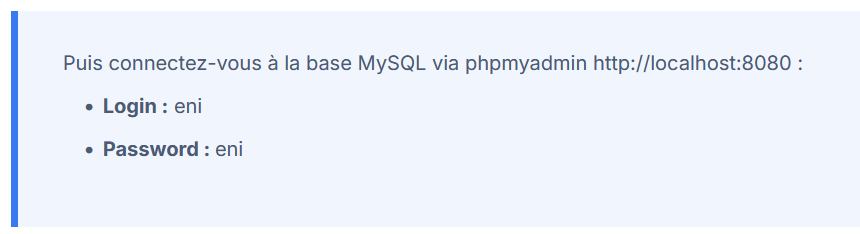 Puis connectez-vous à la base MySQL via phpmyadmin http://localhost:8080 :
• Login : eni
• Password : eni